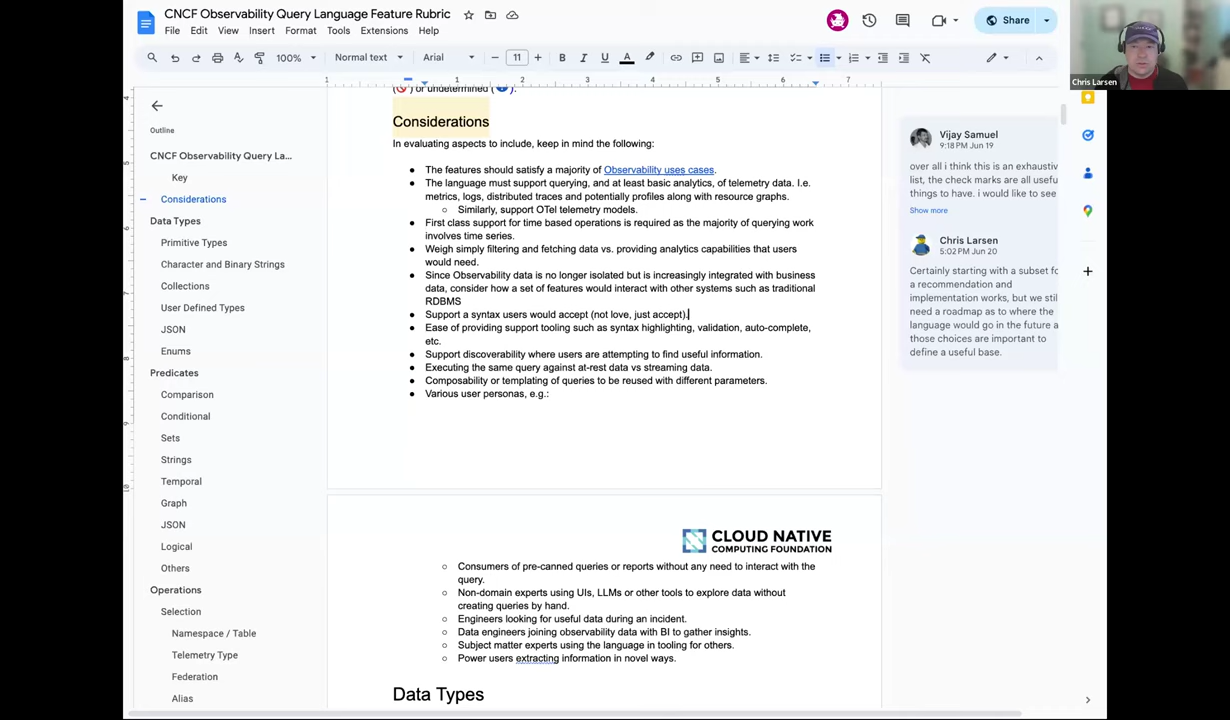 CNCF Observability Query Language Feature Rubric
File Edit View Insert Format Tools Extensions Help
Share
100% Normal text Arial 11
Chris Larsen
1 1 2 3 4 5 6 7
Outline
CNCF Observability Query La...
Key
Considerations
Data Types
Primitive Types
Character and Binary Strings
Collections
User Defined Types
JSON
Enums
Predicates
Comparison
Conditional
Sets
Strings
Temporal
Graph
JSON
Logical
Others
Operations
Selection
Namespace / Table
Telemetry Type
Federation
Alias
) or undetermined (
Considerations
In evaluating aspects to include, keep in mind the following:
● The features should satisfy a majority of Observability uses cases.
● The language must support querying, and at least basic analytics, of telemetry data. I.e.
metrics, logs, distributed traces and potentially profiles along with resource graphs.
○ Similarly, support OTel telemetry models.
● First class support for time based operations is required as the majority of querying work
involves time series.
● Weigh simply filtering and fetching data vs. providing analytics capabilities that users
would need.
● Since Observability data is no longer isolated but is increasingly integrated with business
data, consider how a set of features would interact with other systems such as traditional
RDBMS
● Support a syntax users would accept (not love, just accept).
● Ease of providing support tooling such as syntax highlighting, validation, auto-complete,
etc.
● Support discoverability where users are attempting to find useful information.
● Executing the same query against at-rest data vs streaming data.
● Composability or templating of queries to be reused with different parameters.
● Various user personas, e.g.:
CLOUD NATIVE
COMPUTING FOUNDATION
○ Consumers of pre-canned queries or reports without any need to interact with the
query.
○ Non-domain experts using UIs, LLMs or other tools to explore data without
creating queries by hand.
○ Engineers looking for useful data during an incident.
○ Data engineers joining observability data with BI to gather insights.
○ Subject matter experts using the language in tooling for others.
○ Power users extracting information in novel ways.
Data Types
Vijay Samuel
9:18 PM Jun 19
over all i think this is an exhaustiv
list, the check marks are all useful
things to have. i would like to see
Show more
Chris Larsen
5:02 PM Jun 20
Certainly starting with a subset fo
a recommendation and
implementation works, but we stil
need a roadmap as to where the
language would go in the future a
those choices are important to
define a useful base.